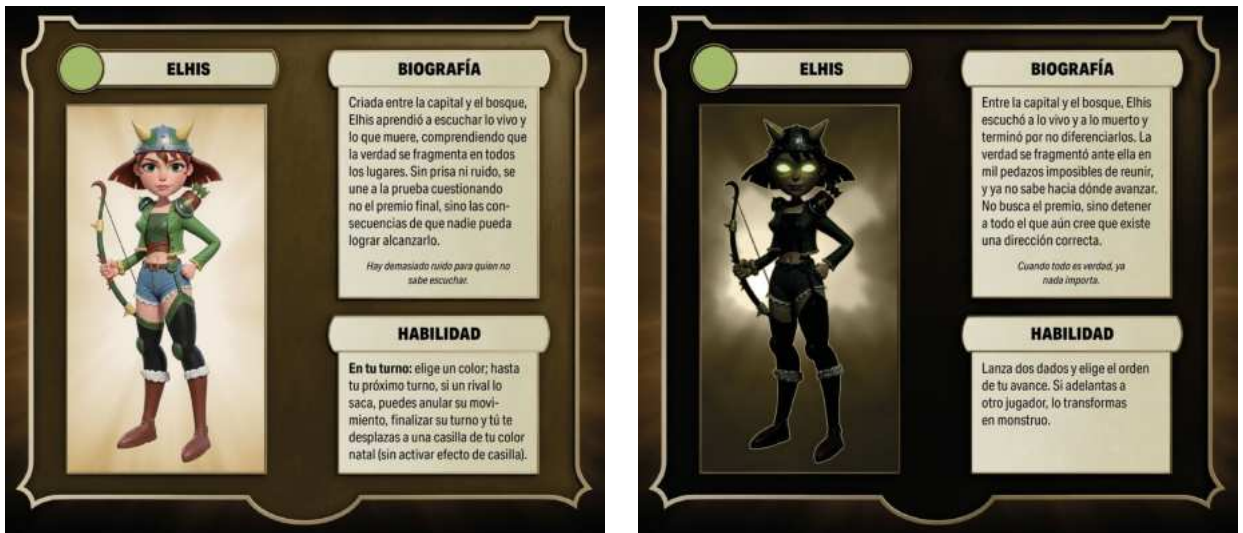 ELHIS
BIOGRAFÍA
Criada entre la capital y el bosque,
Elhis aprendió a escuchar lo vivo y
lo que muere, comprendiendo que
la verdad se fragmenta en todos
los lugares. Sin prisa ni ruido, se
une a la prueba cuestionando
no el premio final, sino las con-
secuencias de que nadie pueda
lograr alcanzarlo.
Hay demasiado ruido para quien no
sabe escuchar.
HABILIDAD
En tu turno: elige un color; hasta
tu próximo turno, si un rival lo
saca, puedes anular su movi-
miento, finalizar su turno y tú te
desplazas a una casilla de tu color
natal (sin activar efecto de casilla).
ELHIS
BIOGRAFÍA
Entre la capital y el bosque, Elhis
escuchó a lo vivo y a lo muerto y
terminó por no diferenciarlos. La
verdad se fragmentó ante ella en
mil pedazos imposibles de reunir,
y ya no sabe hacia dónde avanzar.
No busca el premio, sino detener
a todo el que aún cree que existe
una dirección correcta.
Cuando todo es verdad, ya
nada importa.
HABILIDAD
Lanza dos dados y elige el orden
de tu avance. Si adelantas a
otro jugador, lo transformas
en monstruo.